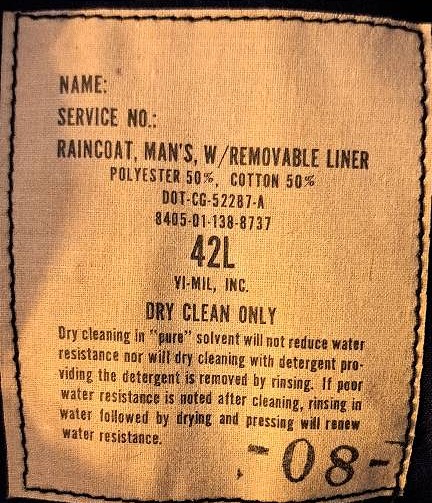 NAME:
SERVICE NO.:
RAINCOAT, MAN'S, W/REMOVABLE LINER
POLYESTER 50%, COTTON 50%
DOT-CG-52287-A
8405-01-138-8737
42L
VI-MIL, INC.
DRY CLEAN ONLY
Dry cleaning in "pure" solvent will not reduce water
resistance nor will dry cleaning with detergent pro-
viding the detergent is removed by rinsing. If poor
water resistance is noted after cleaning, rinsing in
water followed by drying and pressing will renew
water resistance.
-08-